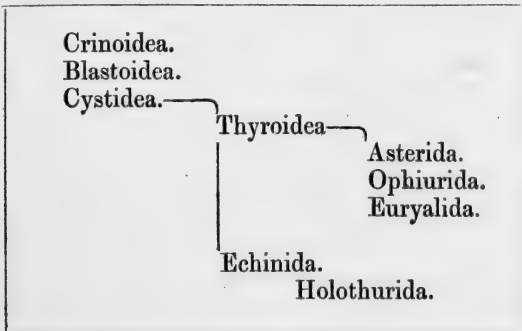 Crinoidea.
Blastoidea.
Cystidea.
Thyroidea
Asterida.
Ophiurida.
Euryalida.
Echinida.
Holothurida.